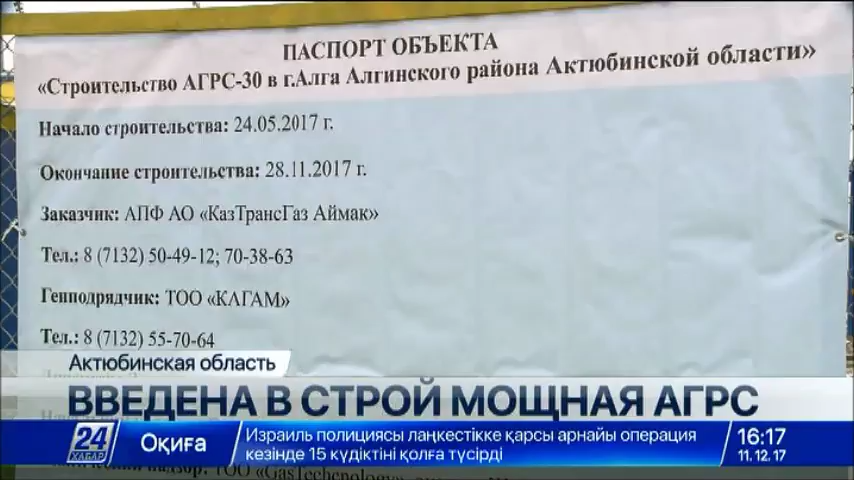 ПАСПОРТ ОБЪЕКТА
«Строительство АГРС-30 в г.Алга Алгинского района Актюбинской области»
Начало строительства: 24.05.2017 г.
Окончание строительства: 28.11.2017 г.
Заказчик: АПФ АО «КазТрансГаз Аймак»
Тел.: 8 (7132) 50-49-12; 70-38-63
Генподрядчик: ТОО «КАГАМ»
Тел.: 8 (7132) 55-70-64
Актюбинская область
ВВЕДЕНА В СТРОЙ МОЩНАЯ АГРС
24
ХАБАР
Оқиға
Израиль полициясы лаңкестікке қарсы арнайы операция
кезінде 15 күдіктіні қолға түсірді
16:17
11.12.17
надзор: ТОО